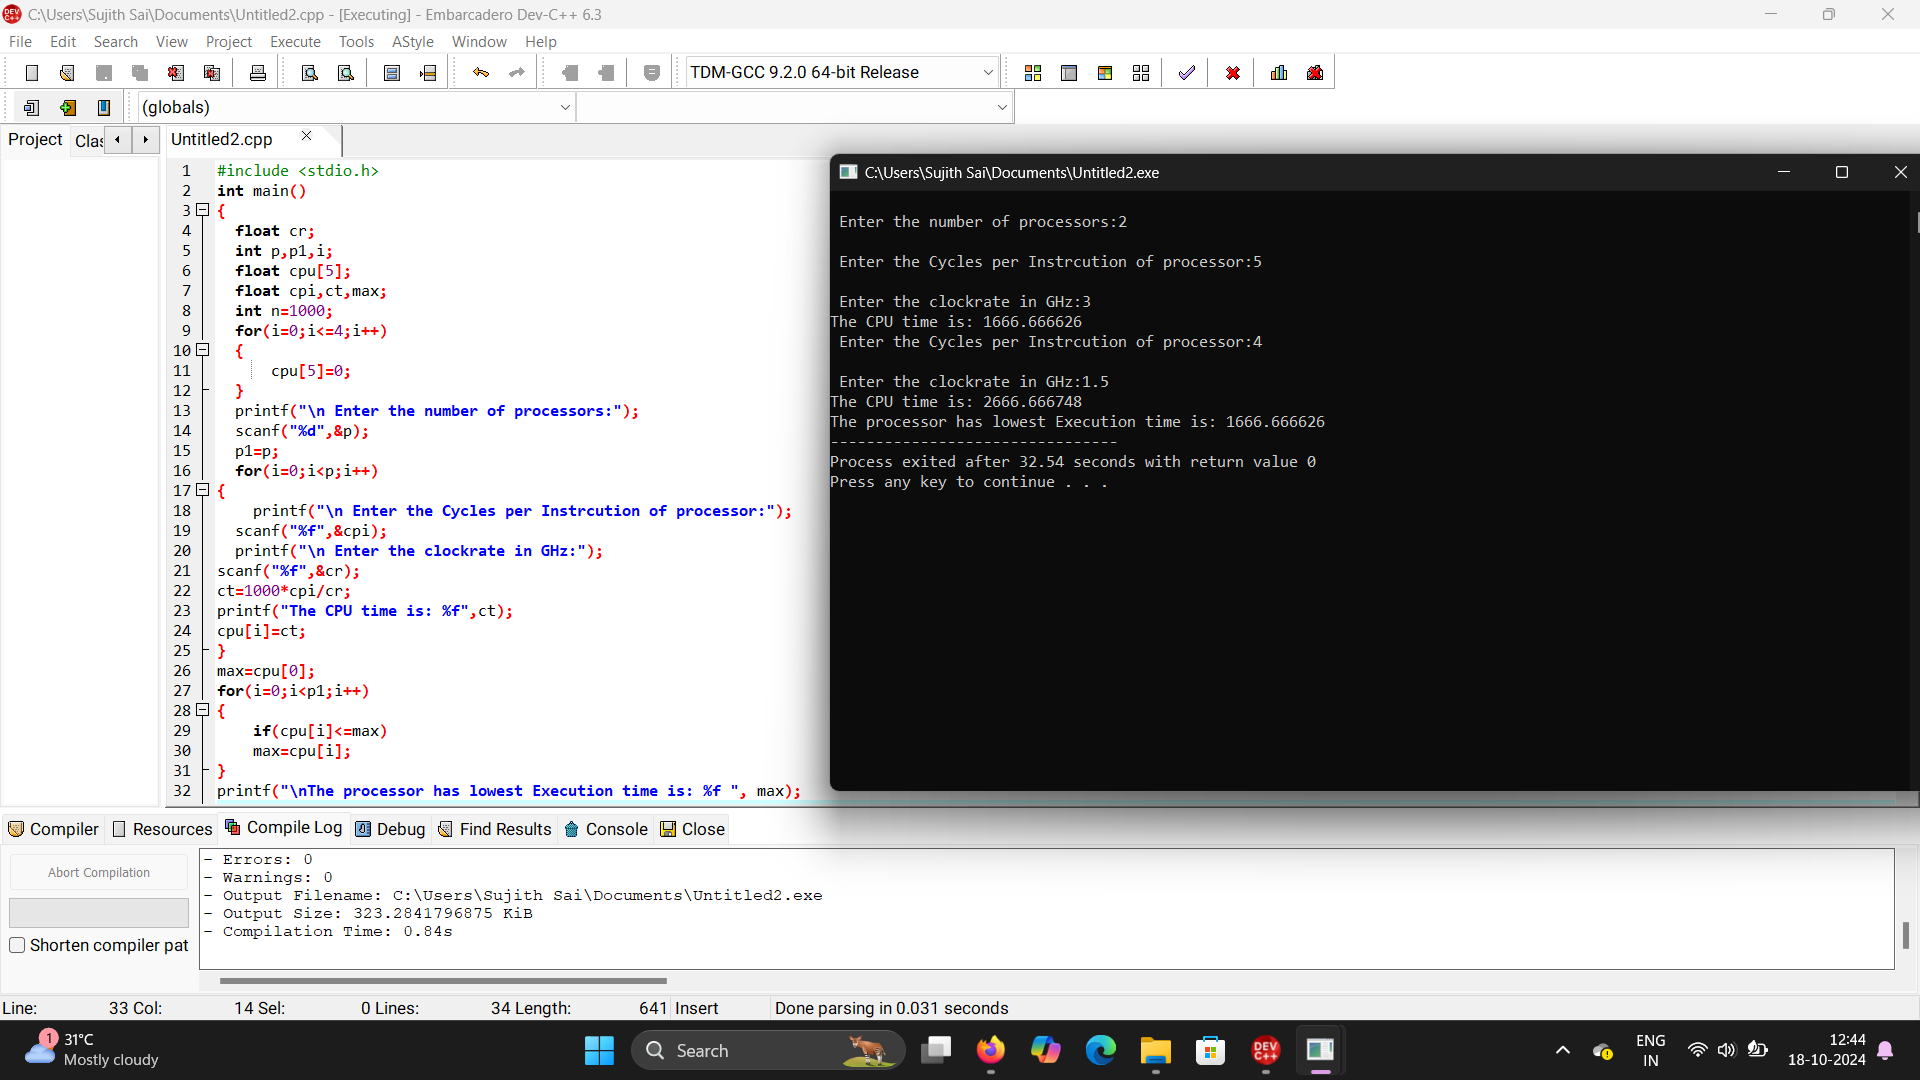 C:\Users\Sujith Sai\Documents\Untitled2.cpp - [Executing] - Embarcadero Dev-C++ 6.3
File Edit Search View Project Execute Tools AStyle Window Help
TDM-GCC 9.2.0 64-bit Release
(globals)
Project Clas
Untitled2.cpp
1 #include <stdio.h>
2 int main()
3 {
4 float cr;
5 int p,p1,i;
6 float cpu[5];
7 float cpi,ct,max;
8 int n=1000;
9 for(i=0;i<=4;i++)
10 {
11 cpu[5]=0;
12 }
13 printf("\n Enter the number of processors:");
14 scanf("%d",&p);
15 p1=p;
16 for(i=0;i<p;i++)
17 {
18 printf("\n Enter the Cycles per Instrcution of processor:");
19 scanf("%f",&cpi);
20 printf("\n Enter the clockrate in GHz:");
21 scanf("%f",&cr);
22 ct=1000*cpi/cr;
23 printf("The CPU time is: %f",ct);
24 cpu[i]=ct;
25 }
26 max=cpu[0];
27 for(i=0;i<p1;i++)
28 {
29 if(cpu[i]<=max)
30 max=cpu[i];
31 }
32 printf("\nThe processor has lowest Execution time is: %f ", max);
C:\Users\Sujith Sai\Documents\Untitled2.exe
Enter the number of processors:2
Enter the Cycles per Instrcution of processor:5
Enter the clockrate in GHz:3
The CPU time is: 1666.666626
Enter the Cycles per Instrcution of processor:4
Enter the clockrate in GHz:1.5
The CPU time is: 2666.666748
The processor has lowest Execution time is: 1666.666626
--------------------------------
Process exited after 32.54 seconds with return value 0
Press any key to continue . . .
Compiler Resources Compile Log Debug Find Results Console Close
Abort Compilation
Shorten compiler pat
- Errors: 0
- Warnings: 0
- Output Filename: C:\Users\Sujith Sai\Documents\Untitled2.exe
- Output Size: 323.2841796875 KiB
- Compilation Time: 0.84s
Line: 33 Col: 14 Sel: 0 Lines: 34 Length: 641 Insert Done parsing in 0.031 seconds
1
31°C
Mostly cloudy
Search
DEV C++
ENG
IN
12:44
18-10-2024